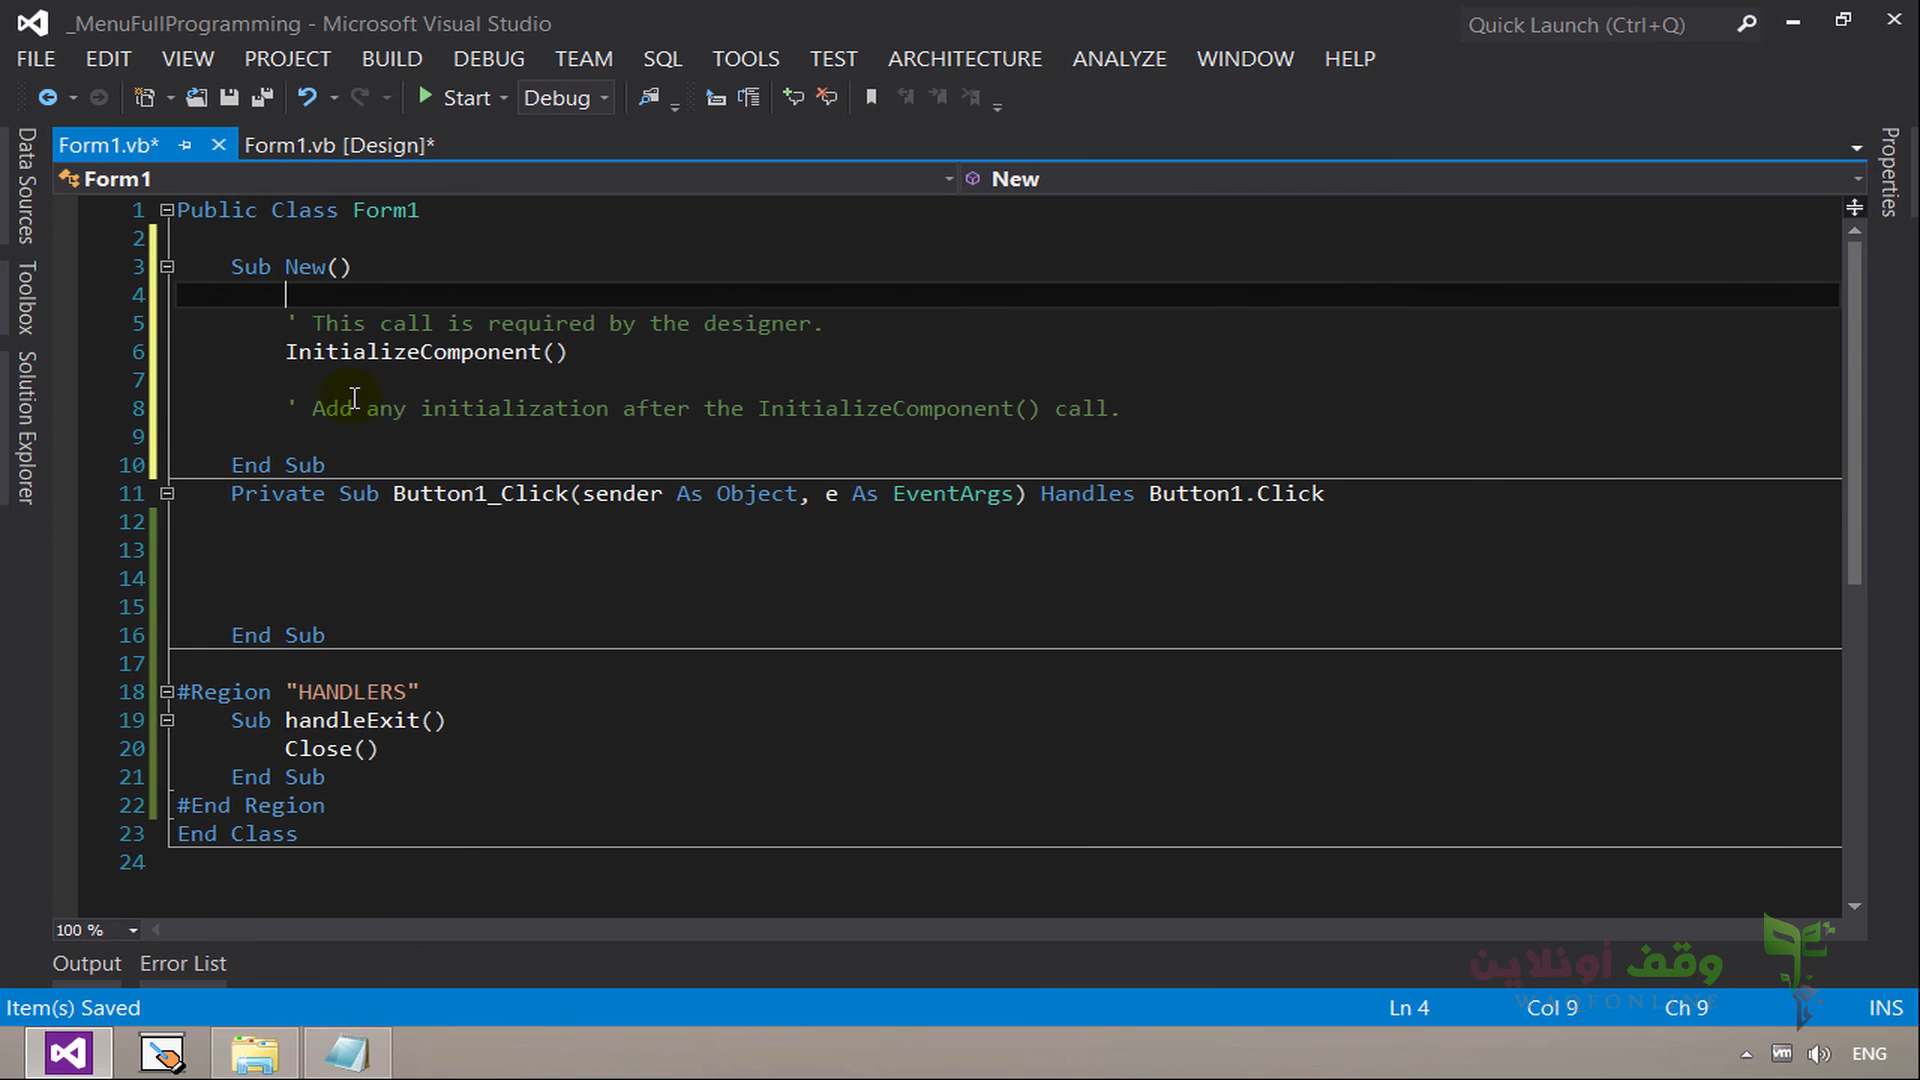 _MenuFullProgramming - Microsoft Visual Studio
Quick Launch (Ctrl+Q)
FILE EDIT VIEW PROJECT BUILD DEBUG TEAM SQL TOOLS TEST ARCHITECTURE ANALYZE WINDOW HELP
Start Debug
Form1.vb* Form1.vb [Design]*
Form1 New
Data Sources
Toolbox
Solution Explorer
Properties
1 Public Class Form1
2
3 Sub New()
4
5 ' This call is required by the designer.
6 InitializeComponent()
7
8 ' Add any initialization after the InitializeComponent() call.
9
10 End Sub
11 Private Sub Button1_Click(sender As Object, e As EventArgs) Handles Button1.Click
12
13
14
15
16 End Sub
17
18 #Region "HANDLERS"
19 Sub handleExit()
20 Close()
21 End Sub
22 #End Region
23 End Class
24
100 %
Output Error List
وقف أونلاين
WAQFONLINE
Item(s) Saved Ln 4 Col 9 Ch 9 INS
vm ENG